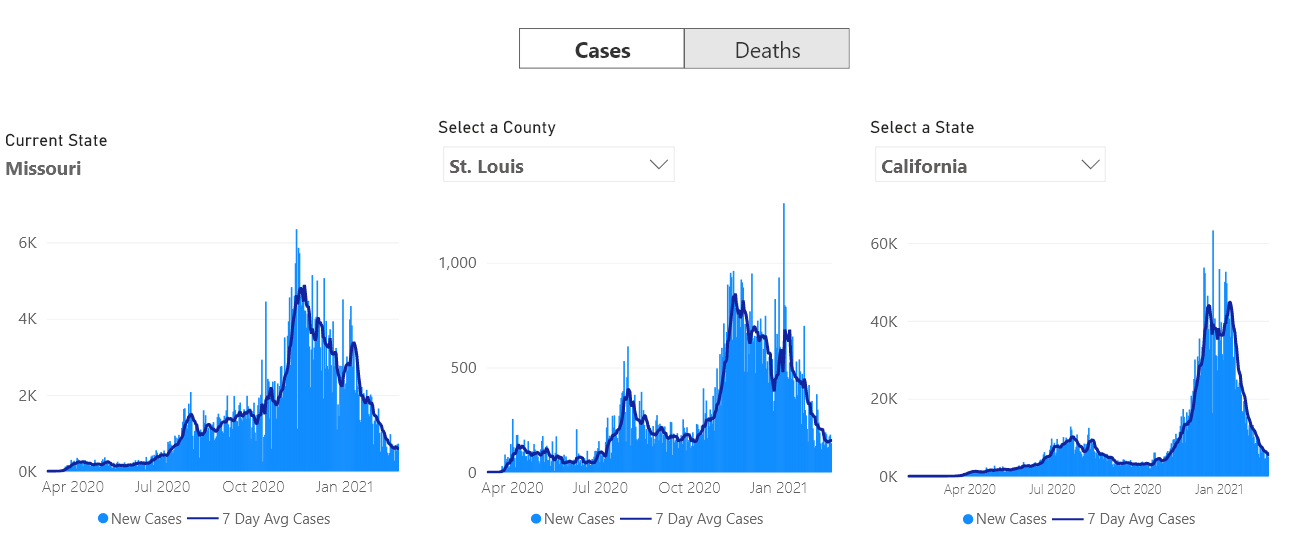 Cases Deaths
Current State
Missouri
Select a County
St. Louis
Select a State
California
6K
4K
2K
0K
Apr 2020 Jul 2020 Oct 2020 Jan 2021
New Cases 7 Day Avg Cases
1,000
500
0
Apr 2020 Jul 2020 Oct 2020 Jan 2021
New Cases 7 Day Avg Cases
60K
40K
20K
0K
Apr 2020 Jul 2020 Oct 2020 Jan 2021
New Cases 7 Day Avg Cases